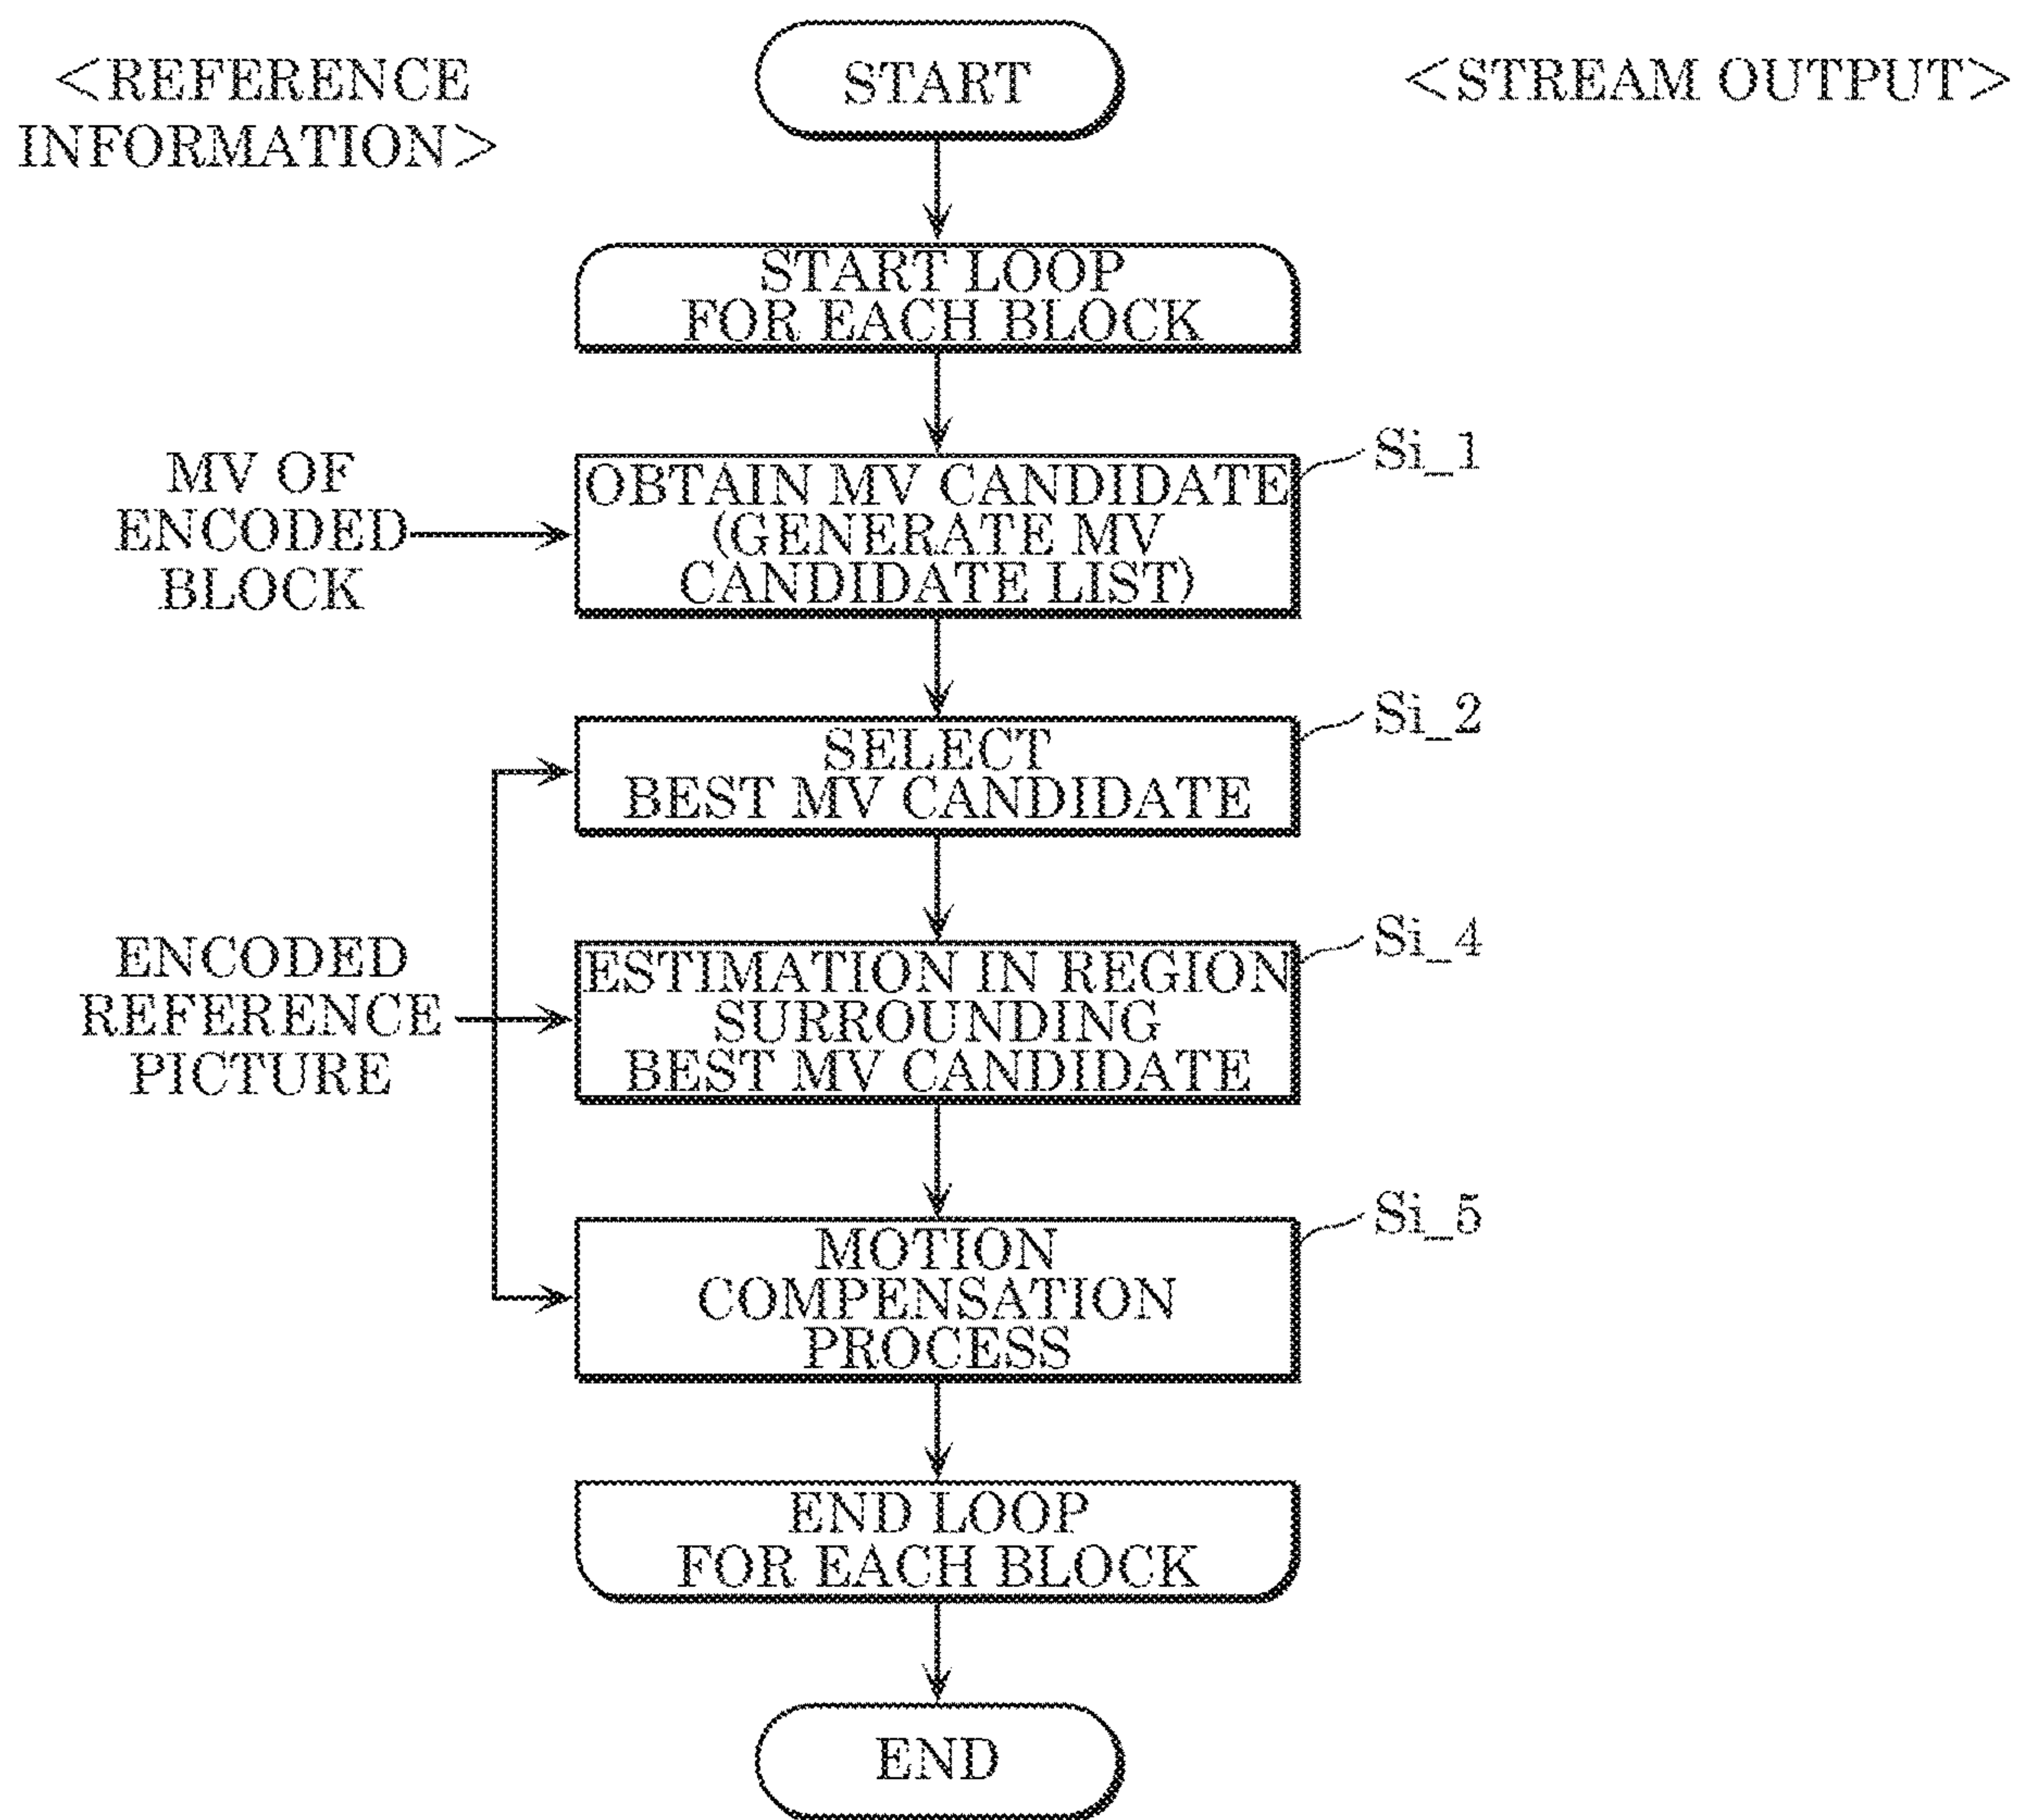 <REFERENCE
INFORMATION>
START
<STREAM OUTPUT>
START LOOP
FOR EACH BLOCK
MV OF
ENCODED
BLOCK
OBTAIN MV CANDIDATE
(GENERATE MV
CANDIDATE LIST)
Si_1
SELECT
BEST MV CANDIDATE
Si_2
ENCODED
REFERENCE
PICTURE
ESTIMATION IN REGION
SURROUNDING
BEST MV CANDIDATE
Si_4
MOTION
COMPENSATION
PROCESS
Si_5
END LOOP
FOR EACH BLOCK
END